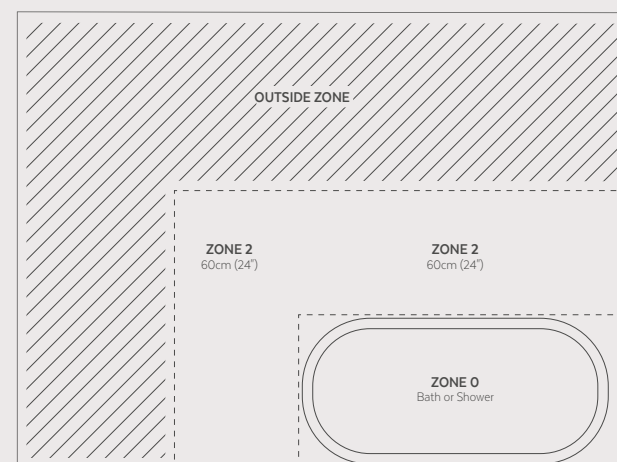 OUTSIDE ZONE
ZONE 2
60cm (24")
ZONE 2
60cm (24")
ZONE 0
Bath or Shower